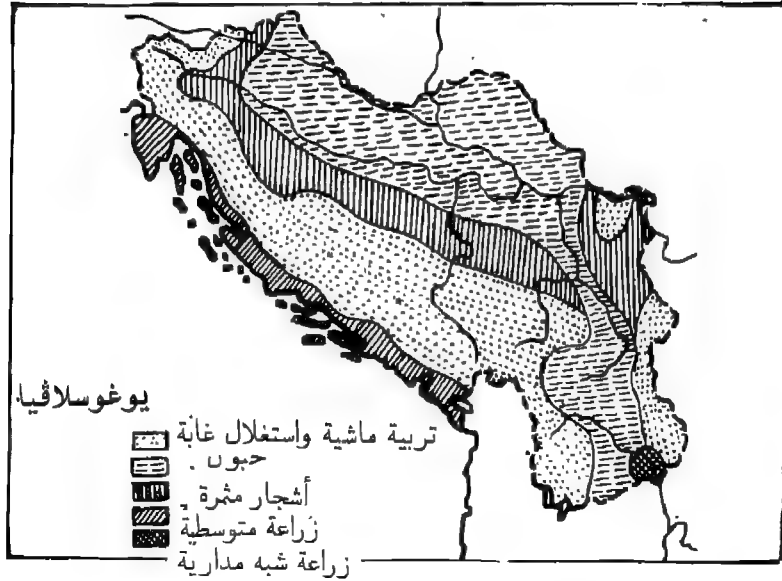 يوغوسلاڤيا
تربية ماشية واستغلال غابة
حبوب
أشجار مثمرة
زراعة متوسطية
زراعة شبه مدارية